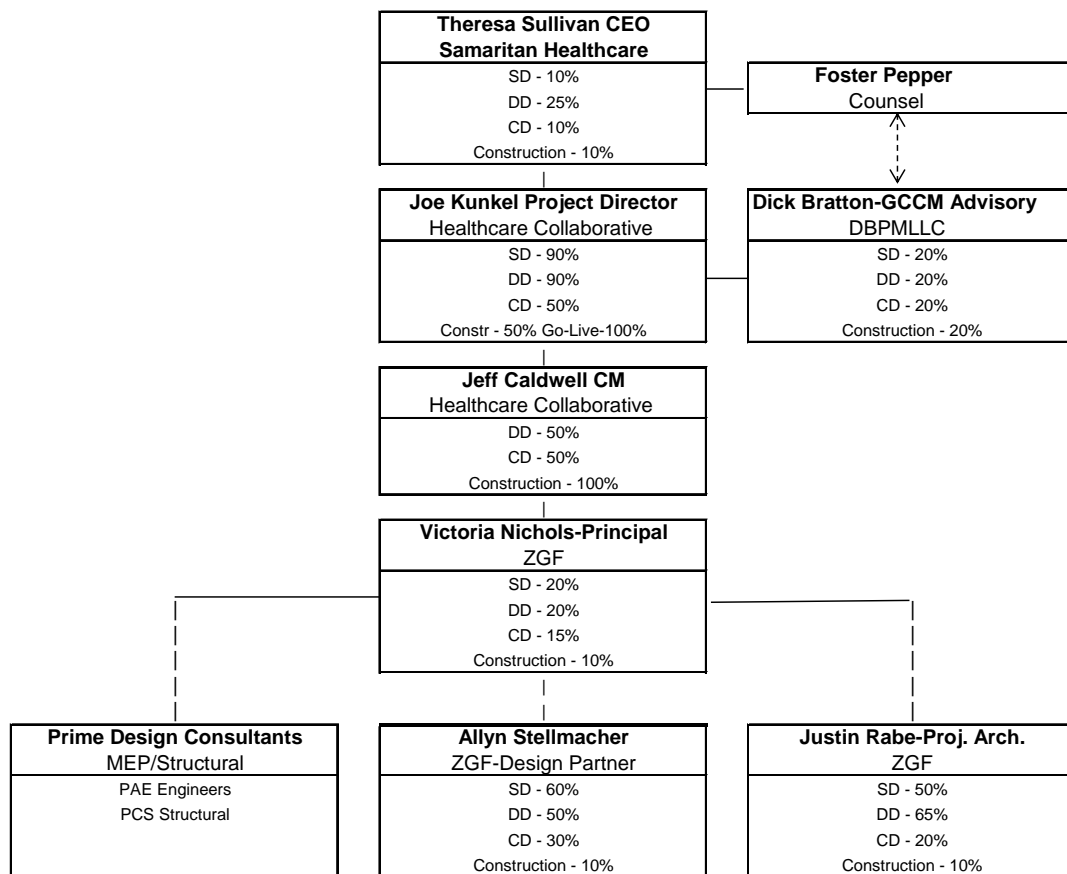 Theresa Sullivan CEO
Samaritan Healthcare
SD - 10%
DD - 25%
CD - 10%
Construction - 10%
Foster Pepper
Counsel
Joe Kunkel Project Director
Healthcare Collaborative
SD - 90%
DD - 90%
CD - 50%
Constr - 50% Go-Live-100%
Dick Bratton-GCCM Advisory
DBPMLLC
SD - 20%
DD - 20%
CD - 20%
Construction - 20%
Jeff Caldwell CM
Healthcare Collaborative
DD - 50%
CD - 50%
Construction - 100%
Victoria Nichols-Principal
ZGF
SD - 20%
DD - 20%
CD - 15%
Construction - 10%
Prime Design Consultants
MEP/Structural
PAE Engineers
PCS Structural
Allyn Stellmacher
ZGF-Design Partner
SD - 60%
DD - 50%
CD - 30%
Construction - 10%
Justin Rabe-Proj. Arch.
ZGF
SD - 50%
DD - 65%
CD - 20%
Construction - 10%